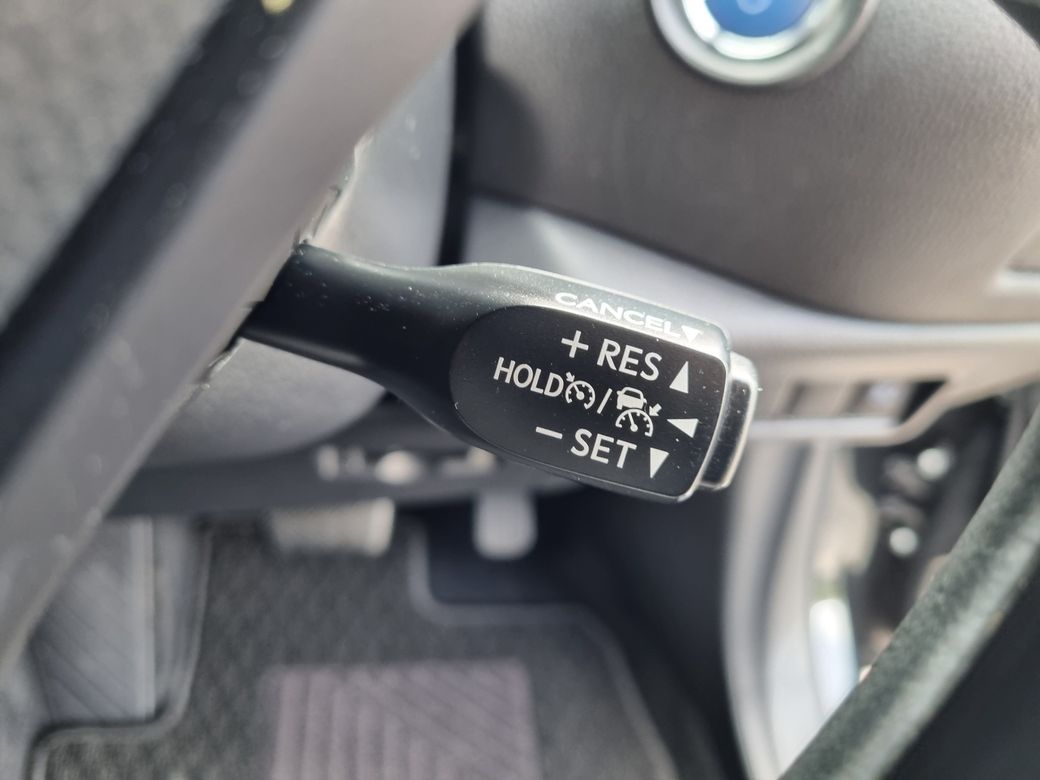 CANCEL
+ RES
HOLD /
− SET